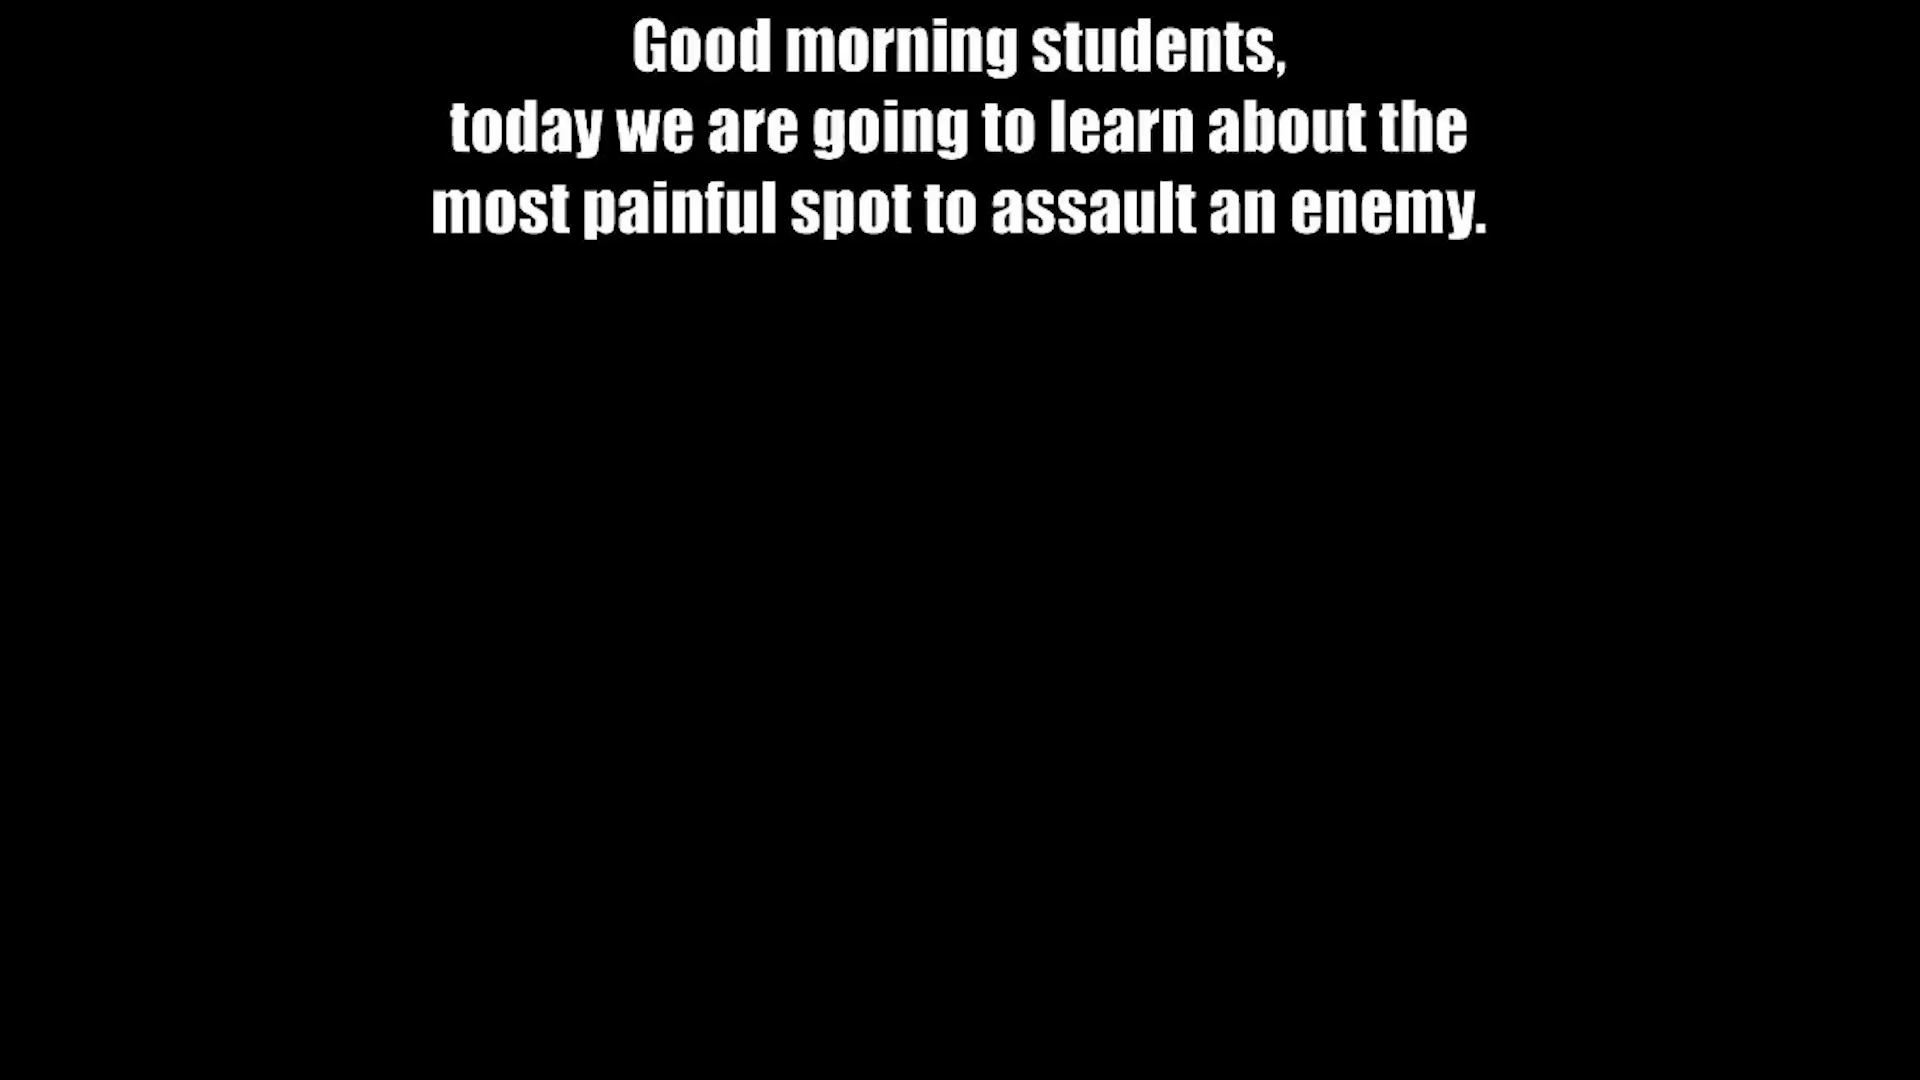 Good morning students,
today we are going to learn about the
most painful spot to assault an enemy.